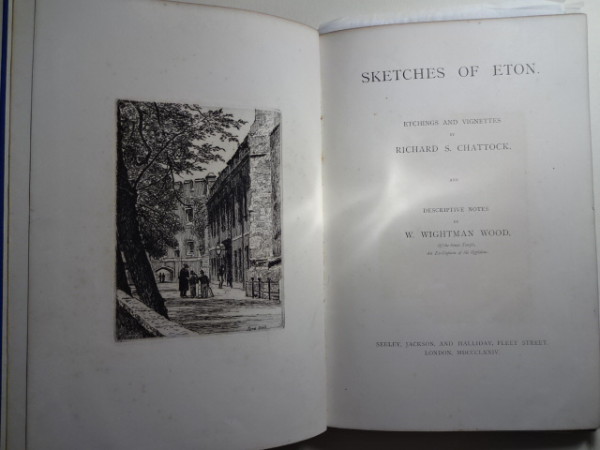 SKETCHES OF ETON.
ETCHINGS AND VIGNETTES
BY
RICHARD S. CHATTOCK,
AND
DESCRIPTIVE NOTES
BY
W. WIGHTMAN WOOD,
SEELEY, JACKSON, AND HALLIDAY, FLEET STREET,
LONDON, MDCCCLXXIV.